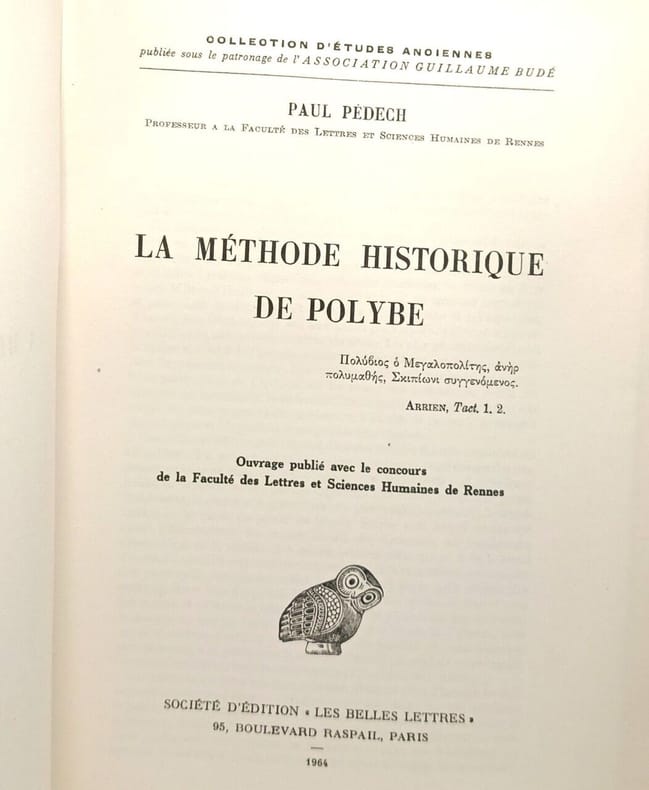 COLLECTION D'ÉTUDES ANCIENNES
publiée sous le patronage de l'ASSOCIATION GUILLAUME BUDÉ
PAUL PÉDECH
PROFESSEUR A LA FACULTÉ DES LETTRES ET SCIENCES HUMAINES DE RENNES
LA MÉTHODE HISTORIQUE
DE POLYBE
Πολύϐιος ὁ Μεγαλοπολίτης, ἀνὴρ
πολυμαθής, Σκιπίωνι συγγενόμενος.
ARRIEN, Tact. 1. 2.
Ouvrage publié avec le concours
de la Faculté des Lettres et Sciences Humaines de Rennes
SOCIÉTÉ D'ÉDITION « LES BELLES LETTRES »
95, BOULEVARD RASPAIL, PARIS
1964